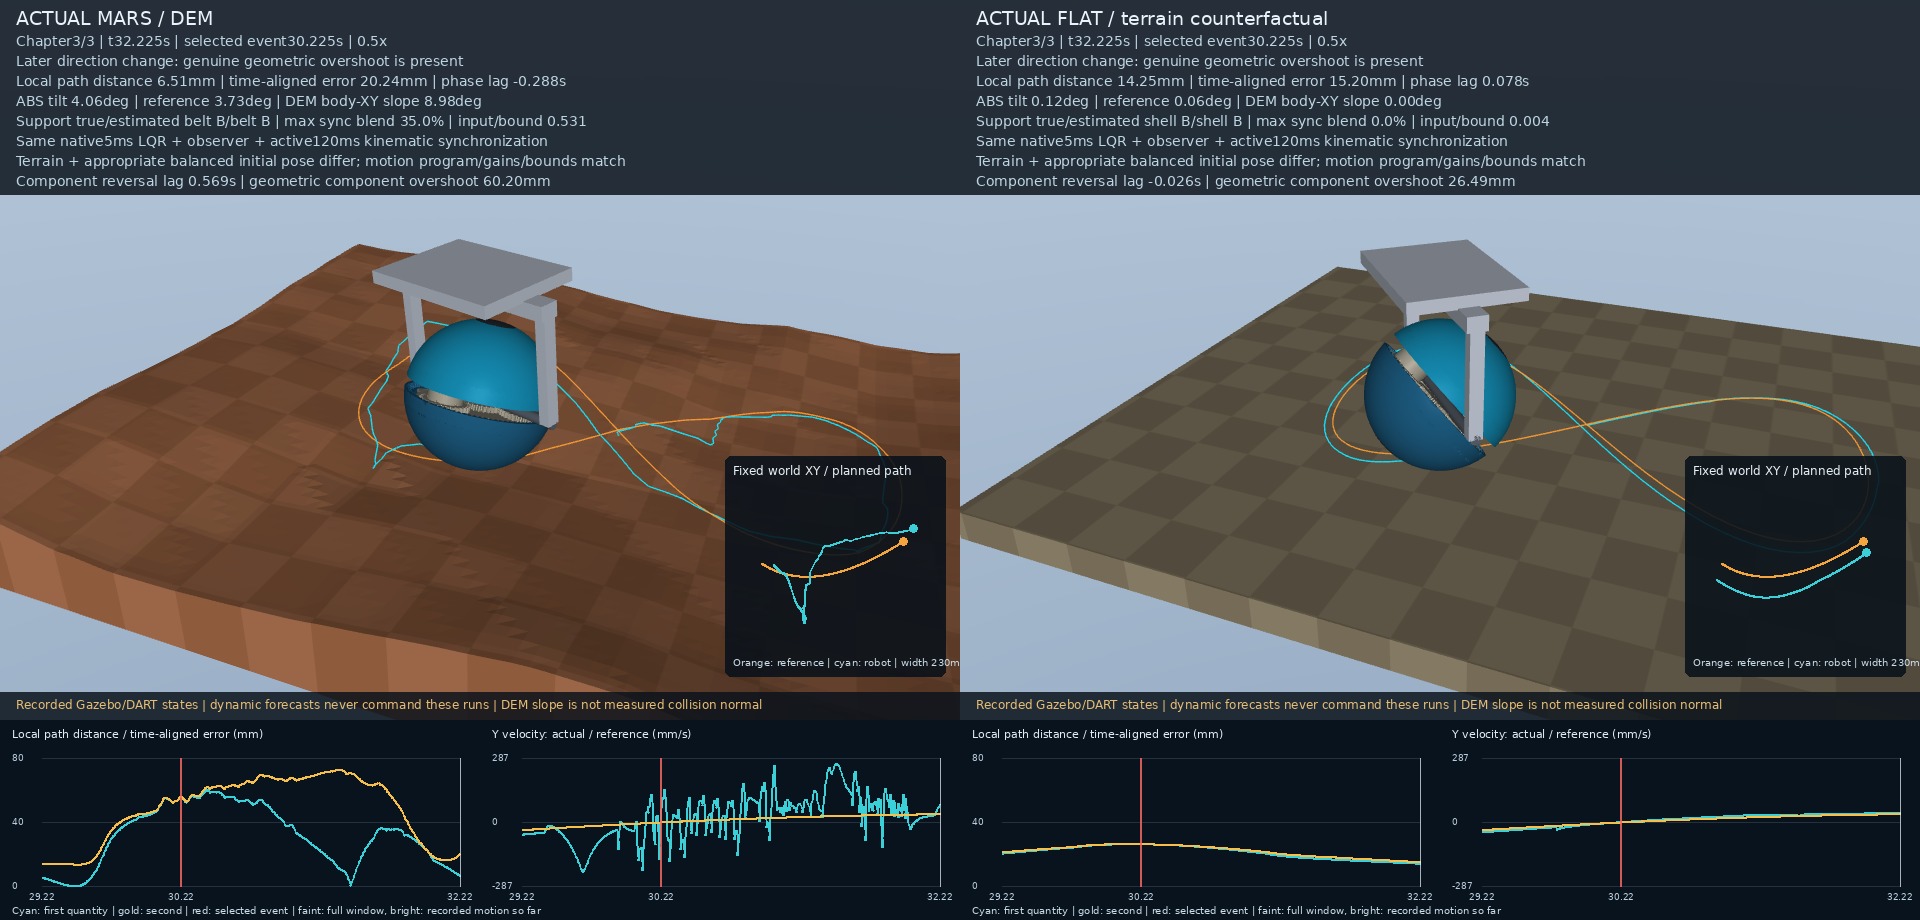 ACTUAL MARS / DEM
Chapter3/3 | t32.225s | selected event30.225s | 0.5x
Later direction change: genuine geometric overshoot is present
Local path distance 6.51mm | time-aligned error 20.24mm | phase lag -0.288s
ABS tilt 4.06deg | reference 3.73deg | DEM body-XY slope 8.98deg
Support true/estimated belt B/belt B | max sync blend 35.0% | input/bound 0.531
Same native5ms LQR + observer + active120ms kinematic synchronization
Terrain + appropriate balanced initial pose differ; motion program/gains/bounds match
Component reversal lag 0.569s | geometric component overshoot 60.20mm
Fixed world XY / planned path
Orange: reference | cyan: robot | width 230m
Recorded Gazebo/DART states | dynamic forecasts never command these runs | DEM slope is not measured collision normal
Local path distance / time-aligned error (mm)
80
40
0
29.22
30.22
32.22
Y velocity: actual / reference (mm/s)
287
0
-287
29.22
30.22
32.22
Cyan: first quantity | gold: second | red: selected event | faint: full window, bright: recorded motion so far
ACTUAL FLAT / terrain counterfactual
Chapter3/3 | t32.225s | selected event30.225s | 0.5x
Later direction change: genuine geometric overshoot is present
Local path distance 14.25mm | time-aligned error 15.20mm | phase lag 0.078s
ABS tilt 0.12deg | reference 0.06deg | DEM body-XY slope 0.00deg
Support true/estimated shell B/shell B | max sync blend 0.0% | input/bound 0.004
Same native5ms LQR + observer + active120ms kinematic synchronization
Terrain + appropriate balanced initial pose differ; motion program/gains/bounds match
Component reversal lag -0.026s | geometric component overshoot 26.49mm
Fixed world XY / planned path
Orange: reference | cyan: robot | width 230m
Recorded Gazebo/DART states | dynamic forecasts never command these runs | DEM slope is not measured collision normal
Local path distance / time-aligned error (mm)
80
40
0
29.22
30.22
32.22
Y velocity: actual / reference (mm/s)
287
0
-287
29.22
30.22
32.22
Cyan: first quantity | gold: second | red: selected event | faint: full window, bright: recorded motion so far